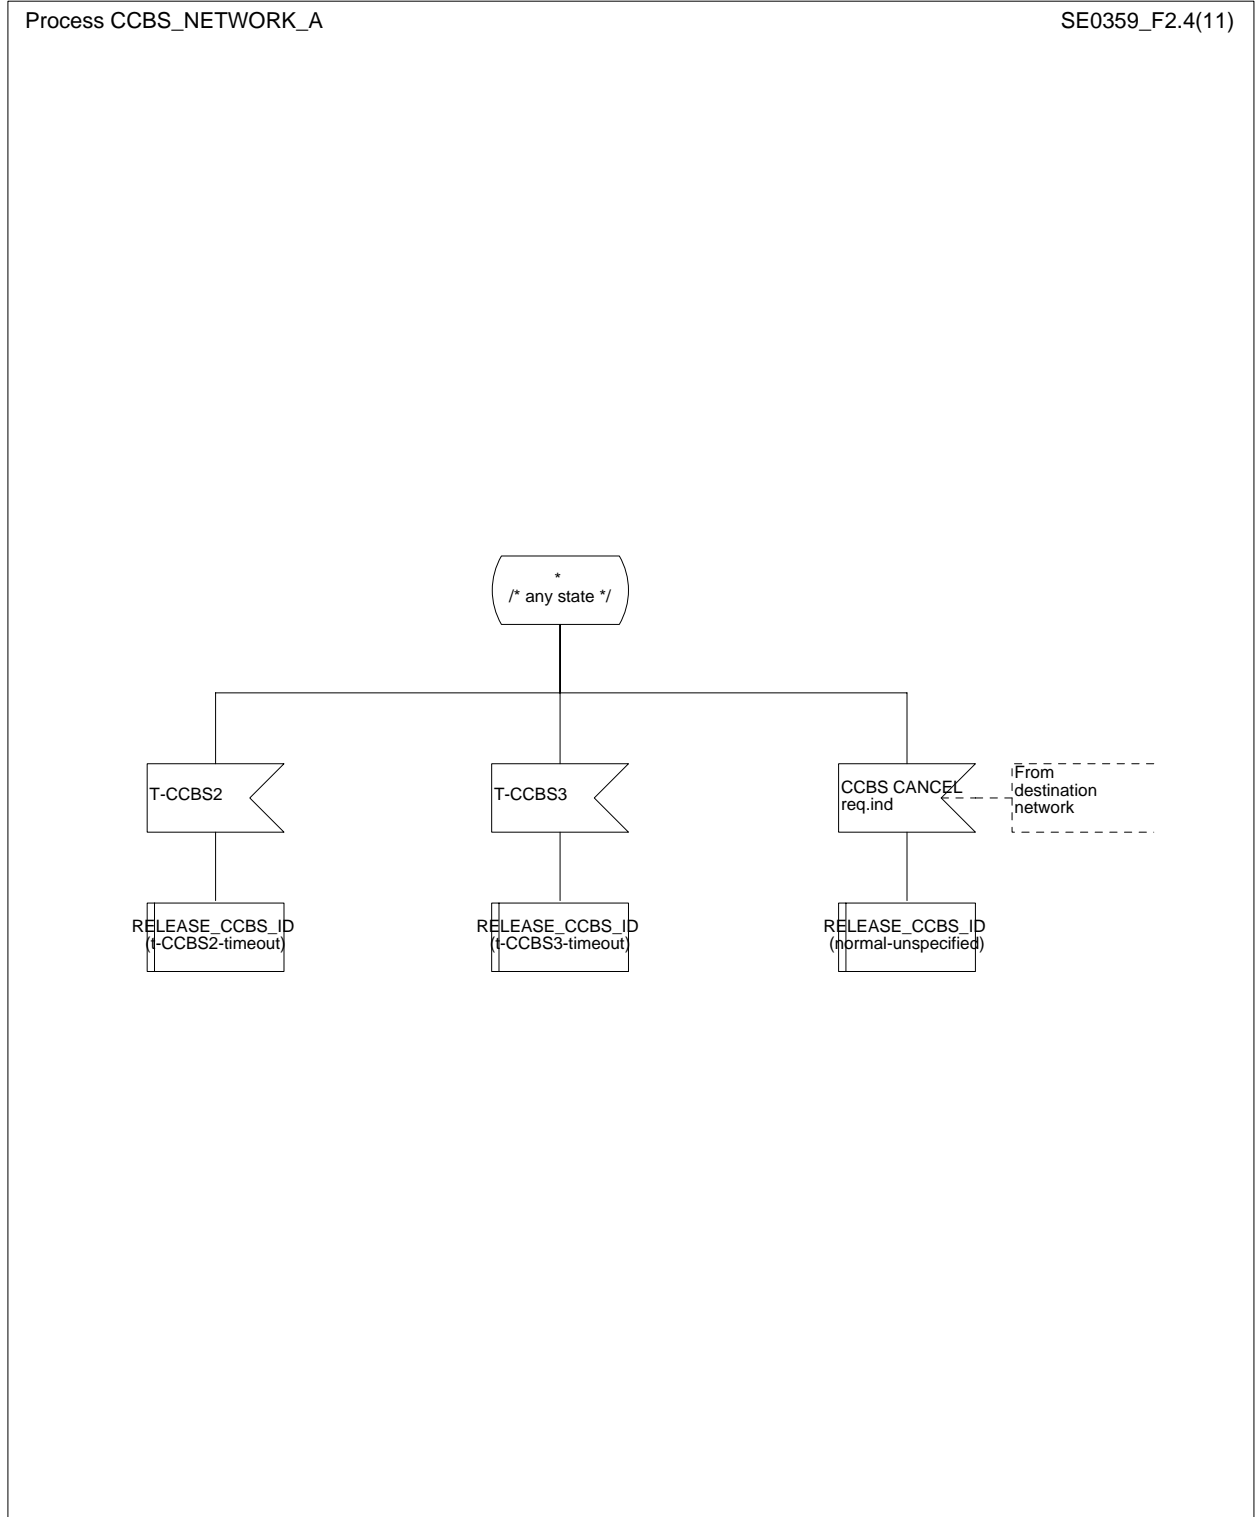 Process CCBS_NETWORK_A
SE0359_F2.4(11)
*
/* any state */
T-CCBS2
T-CCBS3
CCBS CANCEL
req.ind
From
destination
network
RELEASE_CCBS_ID
(t-CCBS2-timeout)
RELEASE_CCBS_ID
(t-CCBS3-timeout)
RELEASE_CCBS_ID
(normal-unspecified)